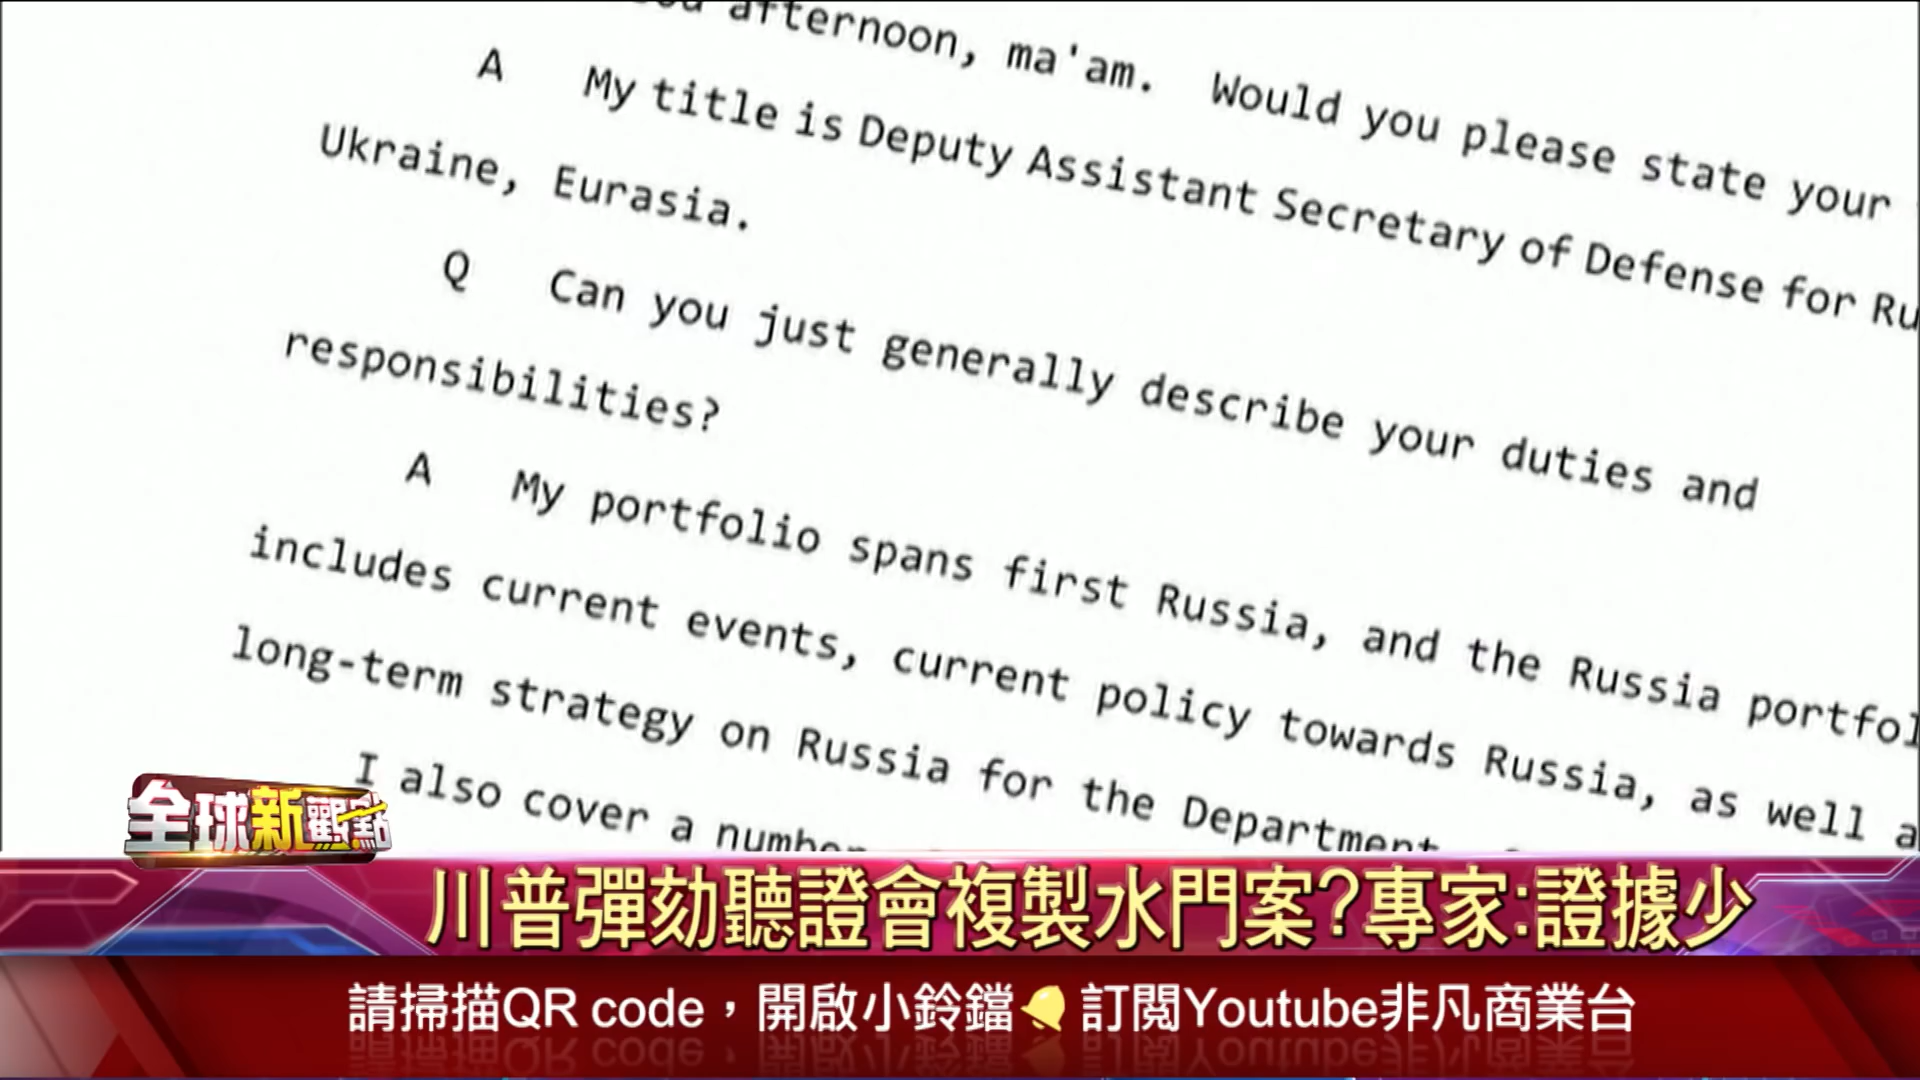 afternoon, ma'am. Would you please state your
A My title is Deputy Assistant Secretary of Defense for Ru
Ukraine, Eurasia.
Q Can you just generally describe your duties and
responsibilities?
A My portfolio spans first Russia, and the Russia portfol
includes current events, current policy towards Russia, as well a
long-term strategy on Russia for the Department
I also cover a number
全球新觀點
川普彈劾聽證會複製水門案?專家:證據少
請掃描QR code，開啟小鈴鐺🔔訂閱Youtube非凡商業台